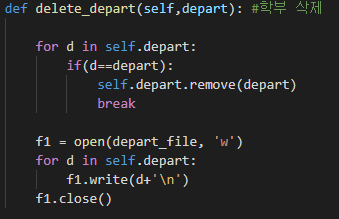 def delete_depart(self,depart): #학부 삭제
for d in self.depart:
if(d==depart):
self.depart.remove(depart)
break
f1 = open(depart_file, 'w')
for d in self.depart:
f1.write(d+'\n')
f1.close()